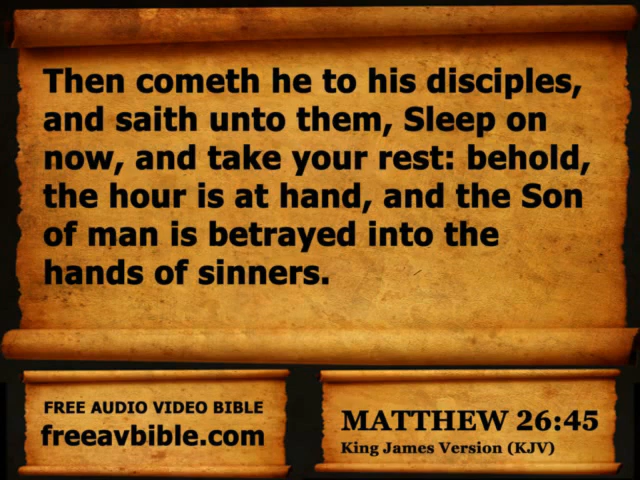 Then cometh he to his disciples,
and saith unto them, Sleep on
now, and take your rest: behold,
the hour is at hand, and the Son
of man is betrayed into the
hands of sinners.
FREE AUDIO VIDEO BIBLE
freeavbible.com
MATTHEW 26:45
King James Version (KJV)